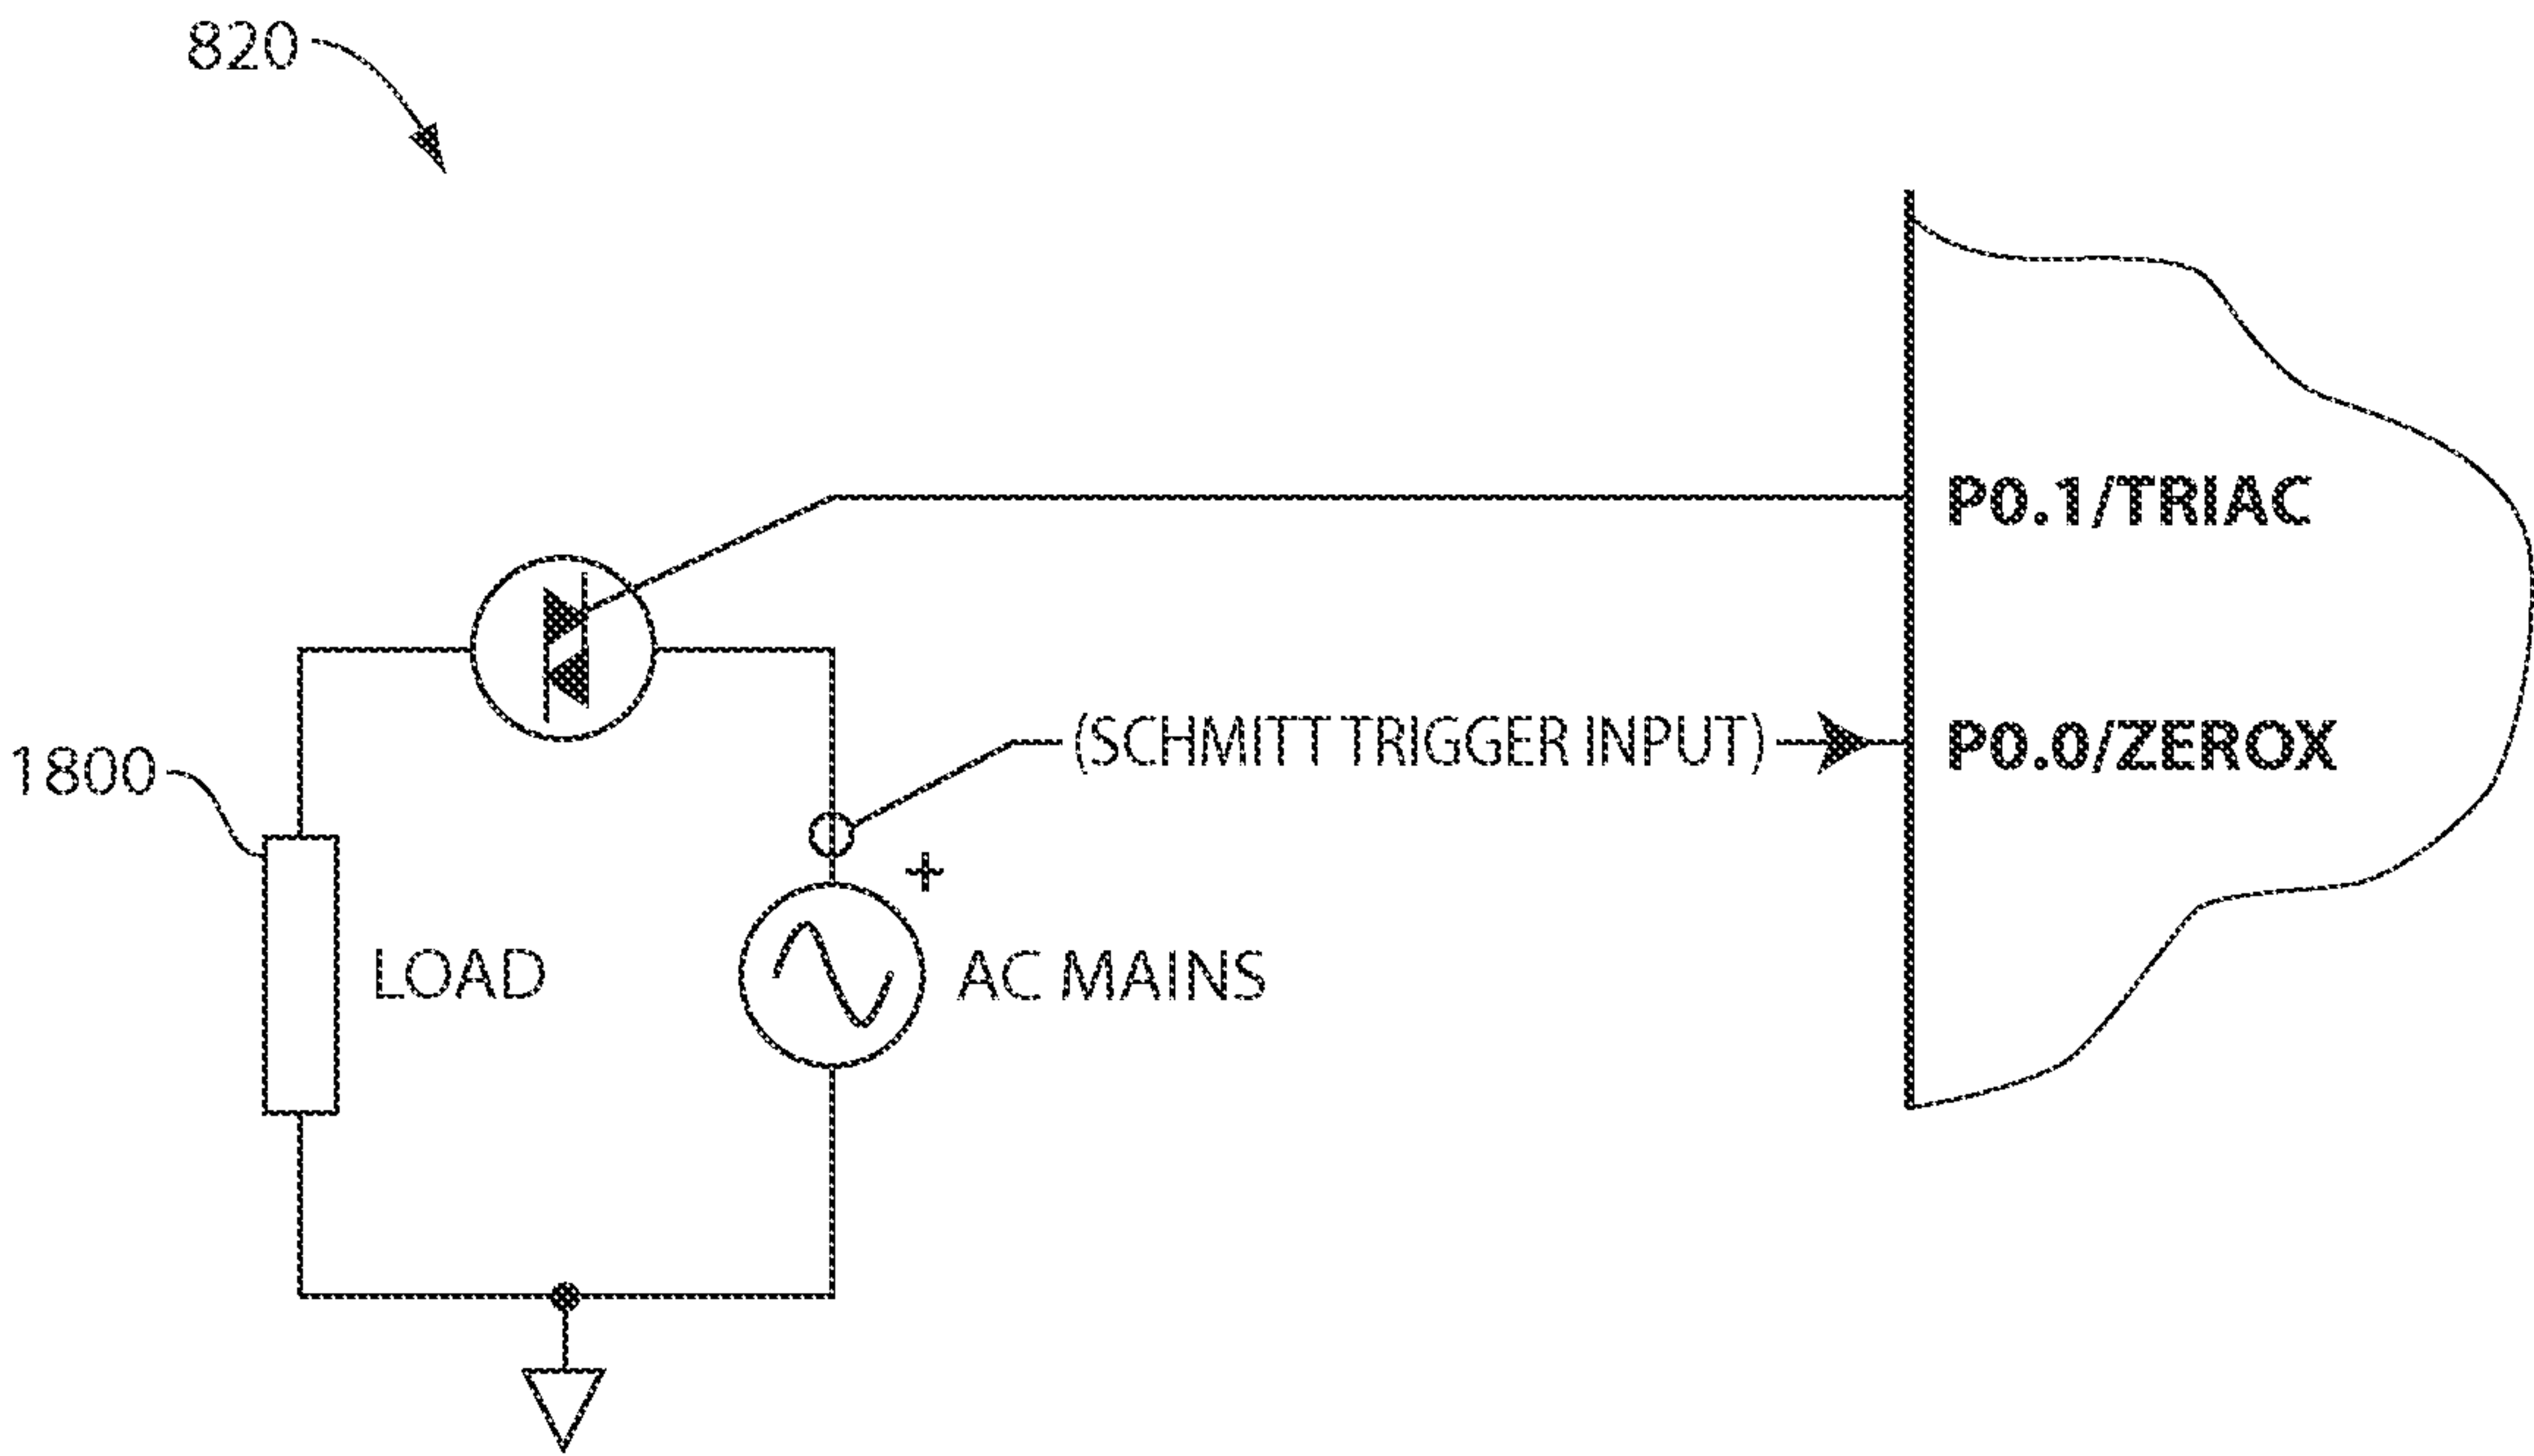 820
P0.1/TRIAC
(SCHMITT TRIGGER INPUT)
P0.0/ZEROX
1800
+
LOAD
AC MAINS